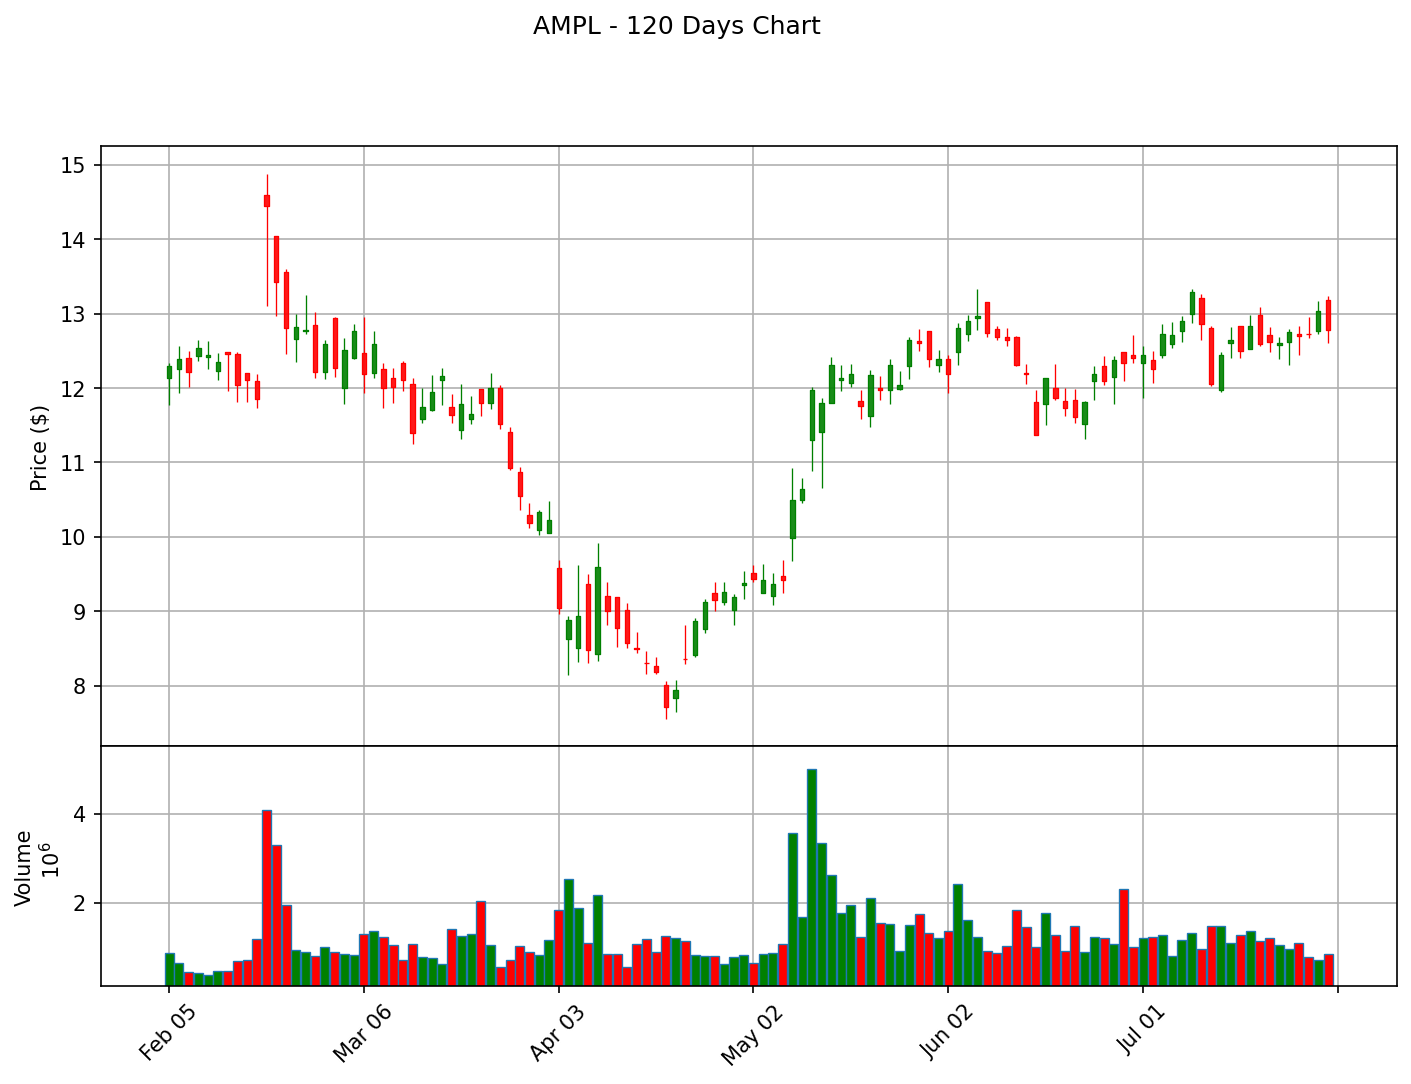 AMPL - 120 Days Chart
15
14
13
12
11
10
9
8
Price ($)
4
2
Volume
10^6
Feb 05
Mar 06
Apr 03
May 02
Jun 02
Jul 01